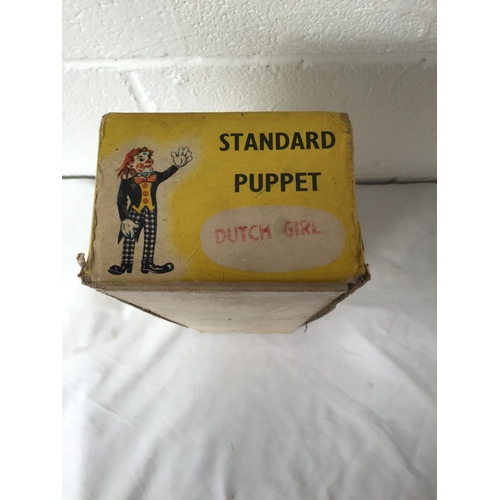 STANDARD
PUPPET
DUTCH GIRL